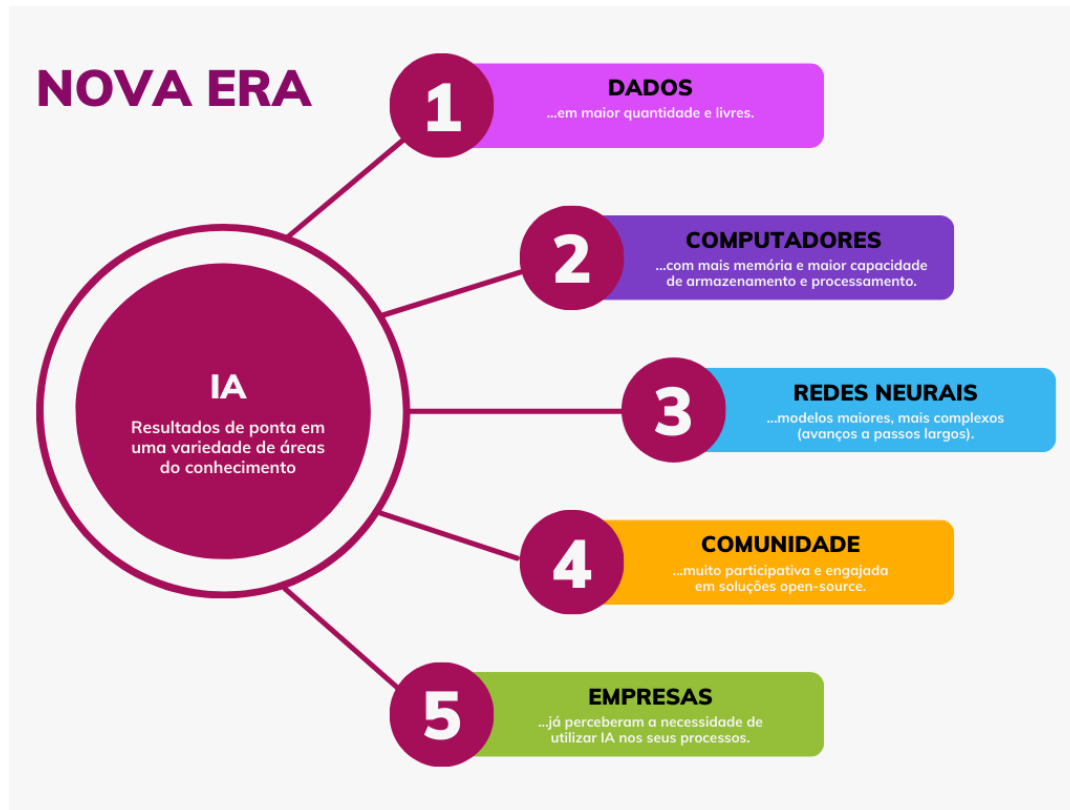 NOVA ERA
1
DADOS
...em maior quantidade e livres.
2
COMPUTADORES
...com mais memória e maior capacidade
de armazenamento e processamento.
IA
Resultados de ponta em
uma variedade de áreas
do conhecimento
3
REDES NEURAIS
...modelos maiores, mais complexos
(avanços a passos largos).
4
COMUNIDADE
...muito participativa e engajada
em soluções open-source.
5
EMPRESAS
...já perceberam a necessidade de
utilizar IA nos seus processos.